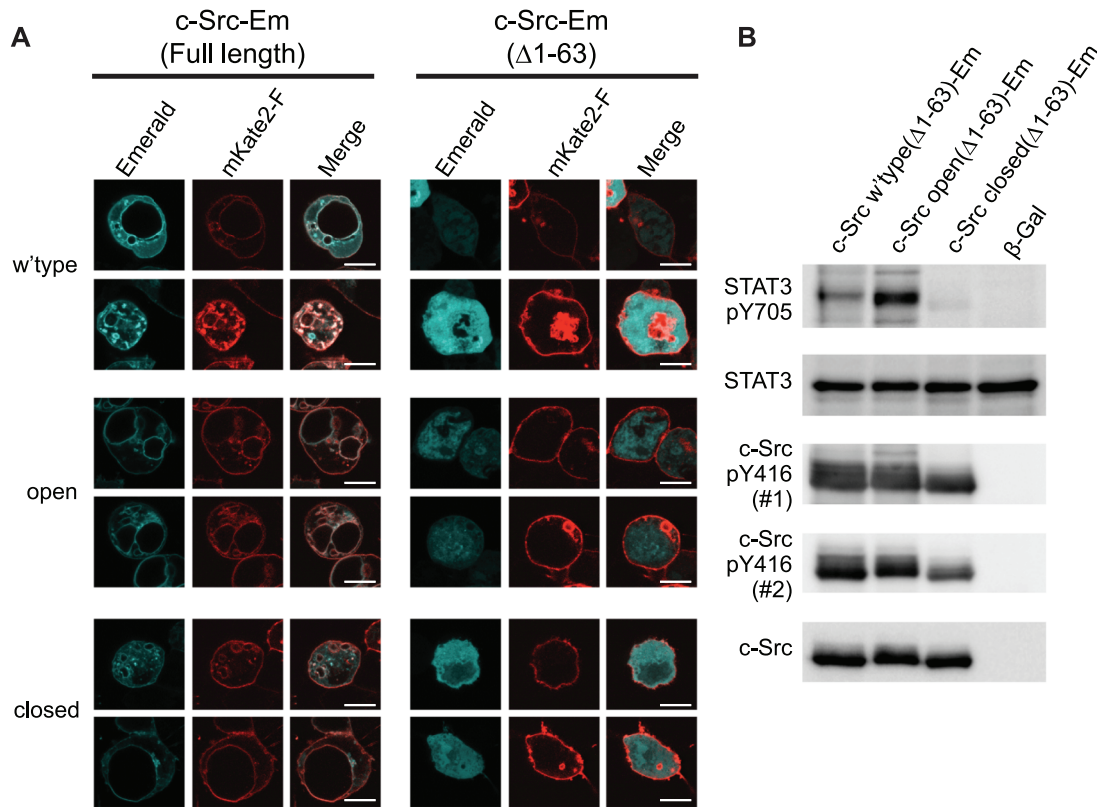 A
c-Src-Em
(Full length)
c-Src-Em
(Δ1-63)
Emerald
mKate2-F
Merge
Emerald
mKate2-F
Merge
w'type
open
closed
B
c-Src w'type(Δ1-63)-Em
c-Src open(Δ1-63)-Em
c-Src closed(Δ1-63)-Em
β-Gal
STAT3
pY705
STAT3
c-Src
pY416
(#1)
c-Src
pY416
(#2)
c-Src